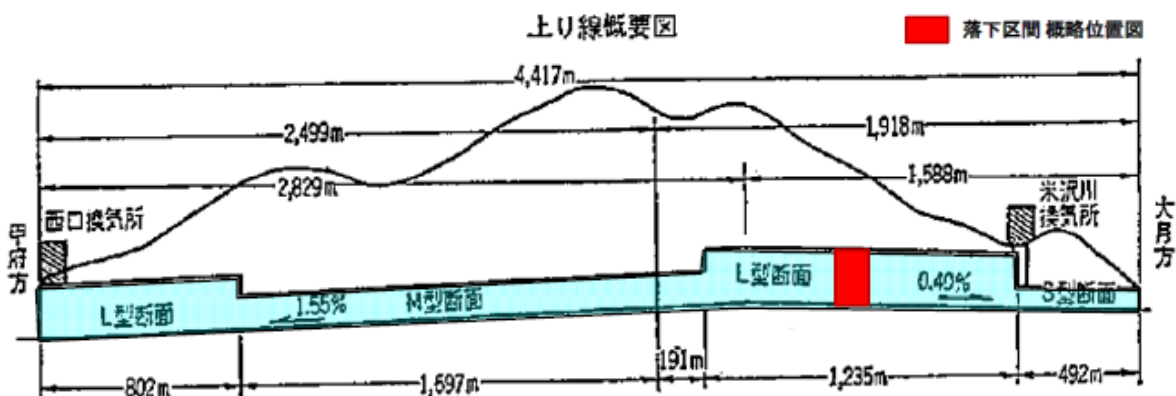 上り線概要図
落下区間 概略位置図
4,417m
2,499m
1,918m
2,829m
1,588m
西口換気所
米沢川
換気所
甲府方
大月方
L型断面
1.55%
M型断面
L型断面
0.40%
S型断面
191m
802m
1,697m
1,235m
492m